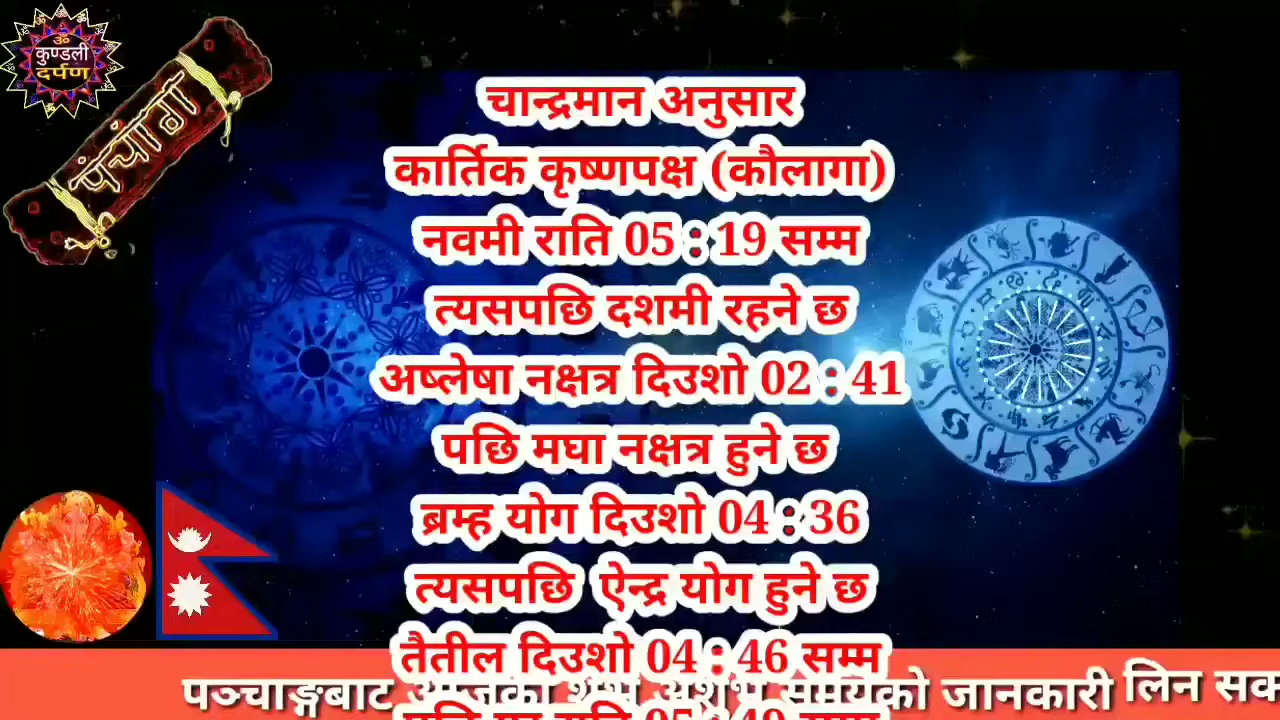 ॐ
कुण्डली
दर्पण
पंचांग
चान्द्रमान अनुसार
कार्तिक कृष्णपक्ष (कौलागा)
नवमी राति 05 : 19 सम्म
त्यसपछि दशमी रहने छ
अष्लेषा नक्षत्र दिउशो 02 : 41
पछि मघा नक्षत्र हुने छ
ब्रम्ह योग दिउशो 04 : 36
त्यसपछि ऐन्द्र योग हुने छ
तैतील दिउशो 04 : 46 सम्म
पञ्चाङ्गबाट समयको जानकारी लिन सक